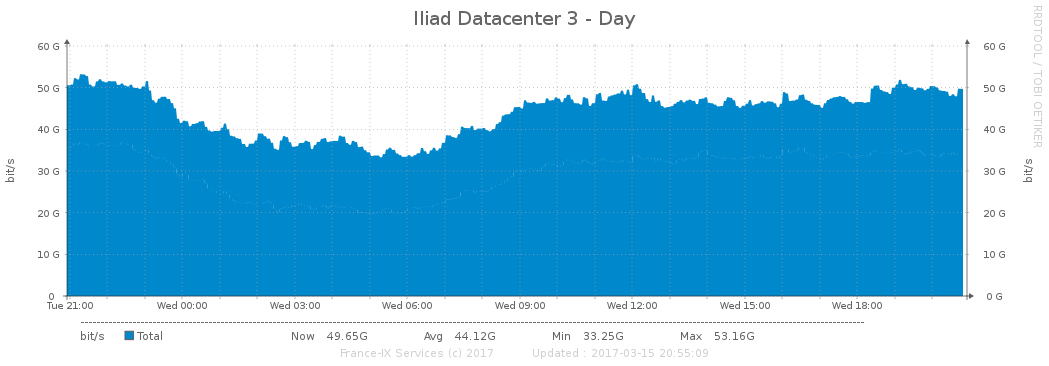 Iliad Datacenter 3 - Day
RRDTOOL / TOBI OETIKER
60 G 60 G
50 G 50 G
40 G 40 G
30 G 30 G
20 G 20 G
10 G 10 G
0 0 G
bit/s bit/s
Tue 21:00 Wed 00:00 Wed 03:00 Wed 06:00 Wed 09:00 Wed 12:00 Wed 15:00 Wed 18:00
bit/s Total Now 49.65G Avg 44.12G Min 33.25G Max 53.16G
France-IX Services (c) 2017 Updated : 2017-03-15 20:55:09